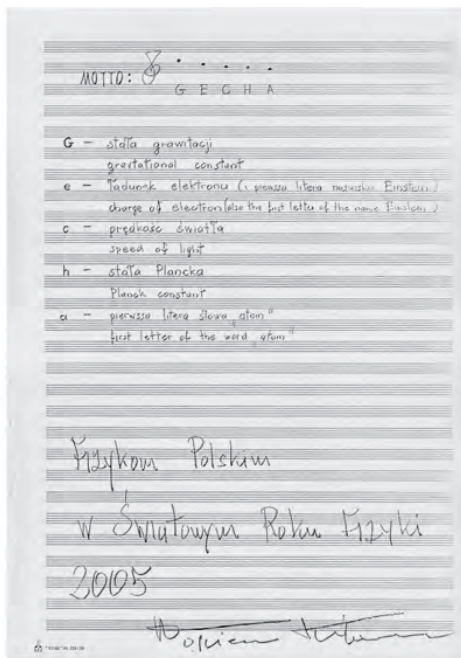 MOTTO:
G E C H A
G - stała grawitacji
gravitational constant
e - ładunek elektronu (i pierwsza litera nazwiska Einstein)
charge of electron (also the first letter of the name Einstein)
c - prędkość światła
speed of light
h - stała Plancka
Planck constant
a - pierwsza litera słowa „atom"
first letter of the word „atom"
Fizykom Polskim
w Światowym Roku Fizyki
2005